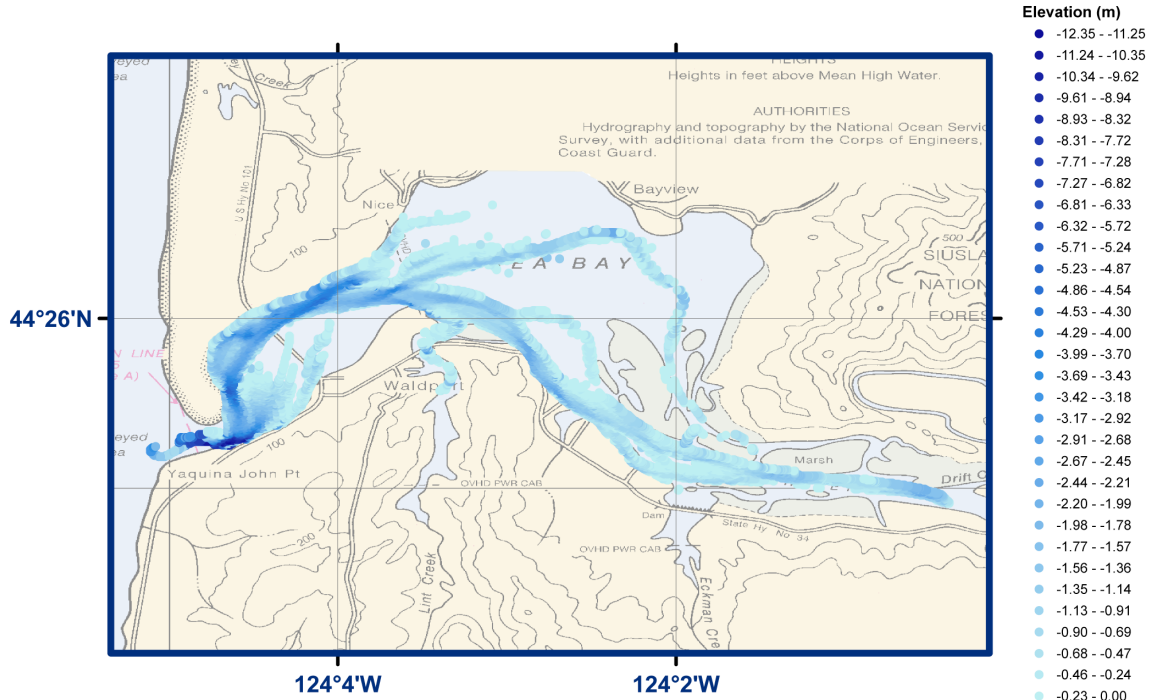 Elevation (m)
-12.35 - -11.25
-11.24 - -10.35
-10.34 - -9.62
-9.61 - -8.94
-8.93 - -8.32
-8.31 - -7.72
-7.71 - -7.28
-7.27 - -6.82
-6.81 - -6.33
-6.32 - -5.72
-5.71 - -5.24
-5.23 - -4.87
-4.86 - -4.54
-4.53 - -4.30
-4.29 - -4.00
-3.99 - -3.70
-3.69 - -3.43
-3.42 - -3.18
-3.17 - -2.92
-2.91 - -2.68
-2.67 - -2.45
-2.44 - -2.21
-2.20 - -1.99
-1.98 - -1.78
-1.77 - -1.57
-1.56 - -1.36
-1.35 - -1.14
-1.13 - -0.91
-0.90 - -0.69
-0.68 - -0.47
-0.46 - -0.24
-0.23 - 0.00
HEIGHTS
Heights in feet above Mean High Water.
AUTHORITIES
Hydrography and topography by the National Ocean Servic
Survey, with additional data from the Corps of Engineers,
Coast Guard.
eyed
ea
Creek
U S Hy No 101
Nice
Bayview
100
500
EA BAY
SIUSLA
NATION
FORES
44°26'N
N LINE
e A)
Waldport
eyed
ea
100
Yaquina John Pt
Marsh
Drift C
OVHD PWR CAB
Dam
State Hy No 34
200
OVHD PWR CAB
Lint Creek
Eckman Cre
124°4'W
124°2'W